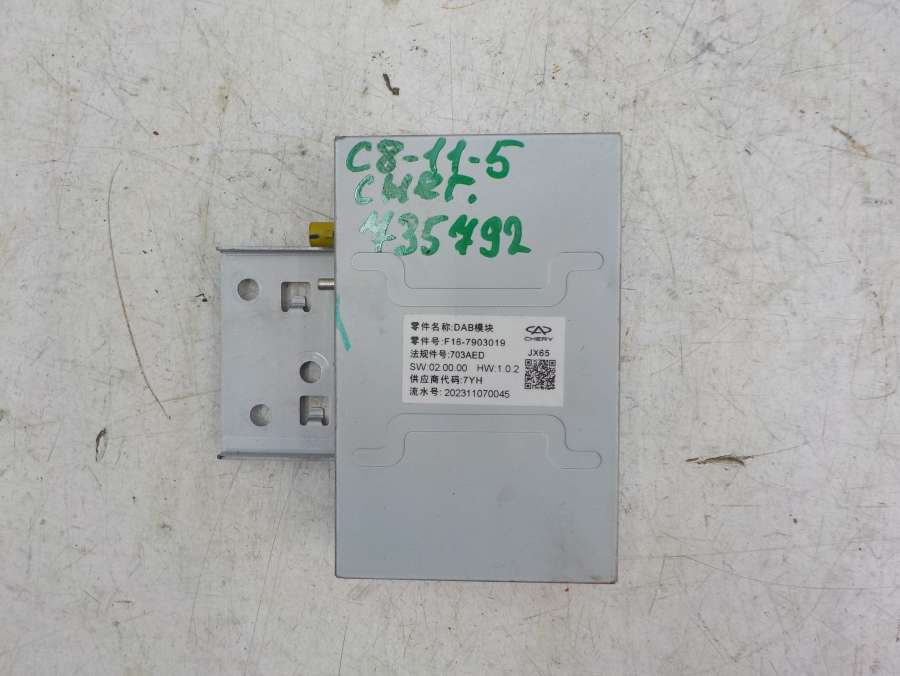 C8-11-5
снег.
735792
零件名称:DAB模块
零件号:F16-7903019
CHERY
法规件号:703AED
JX65
SW:02.00.00 HW:1.0.2
供应商代码:7YH
流水号: 202311070045